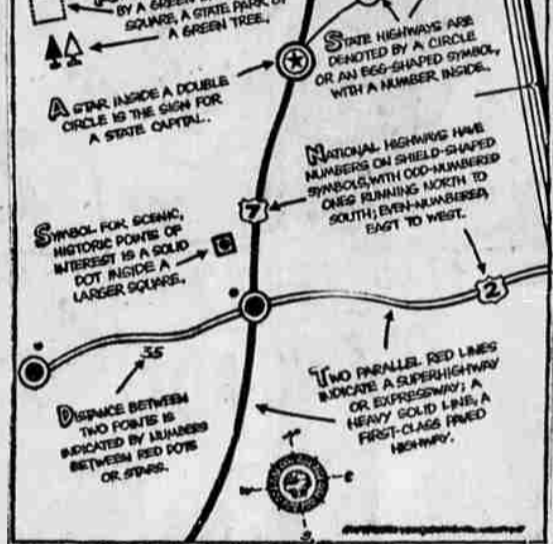 BY A GREEN
SQUARE, A STATE PARK BY
A GREEN TREE.
STATE HIGHWAYS ARE
DENOTED BY A CIRCLE
OR AN EGG-SHAPED SYMBOL,
WITH A NUMBER INSIDE.
A STAR INSIDE A DOUBLE
CIRCLE IS THE SIGN FOR
A STATE CAPITAL.
NATIONAL HIGHWAYS HAVE
NUMBERS ON SHIELD-SHAPED
SYMBOLS, WITH ODD-NUMBERED
ONES RUNNING NORTH TO
SOUTH; EVEN-NUMBERED,
EAST TO WEST.
7
SYMBOL FOR SCENIC,
HISTORIC POINTS OF
INTEREST IS A SOLID
DOT INSIDE A
LARGER SQUARE.
2
35
TWO PARALLEL RED LINES
INDICATE A SUPERHIGHWAY
OR EXPRESSWAY; A
HEAVY SOLID LINE, A
FIRST-CLASS PAVED
HIGHWAY.
DISTANCE BETWEEN
TWO POINTS IS
INDICATED BY NUMBERS
BETWEEN RED DOTS
OR STARS.
W
E
S